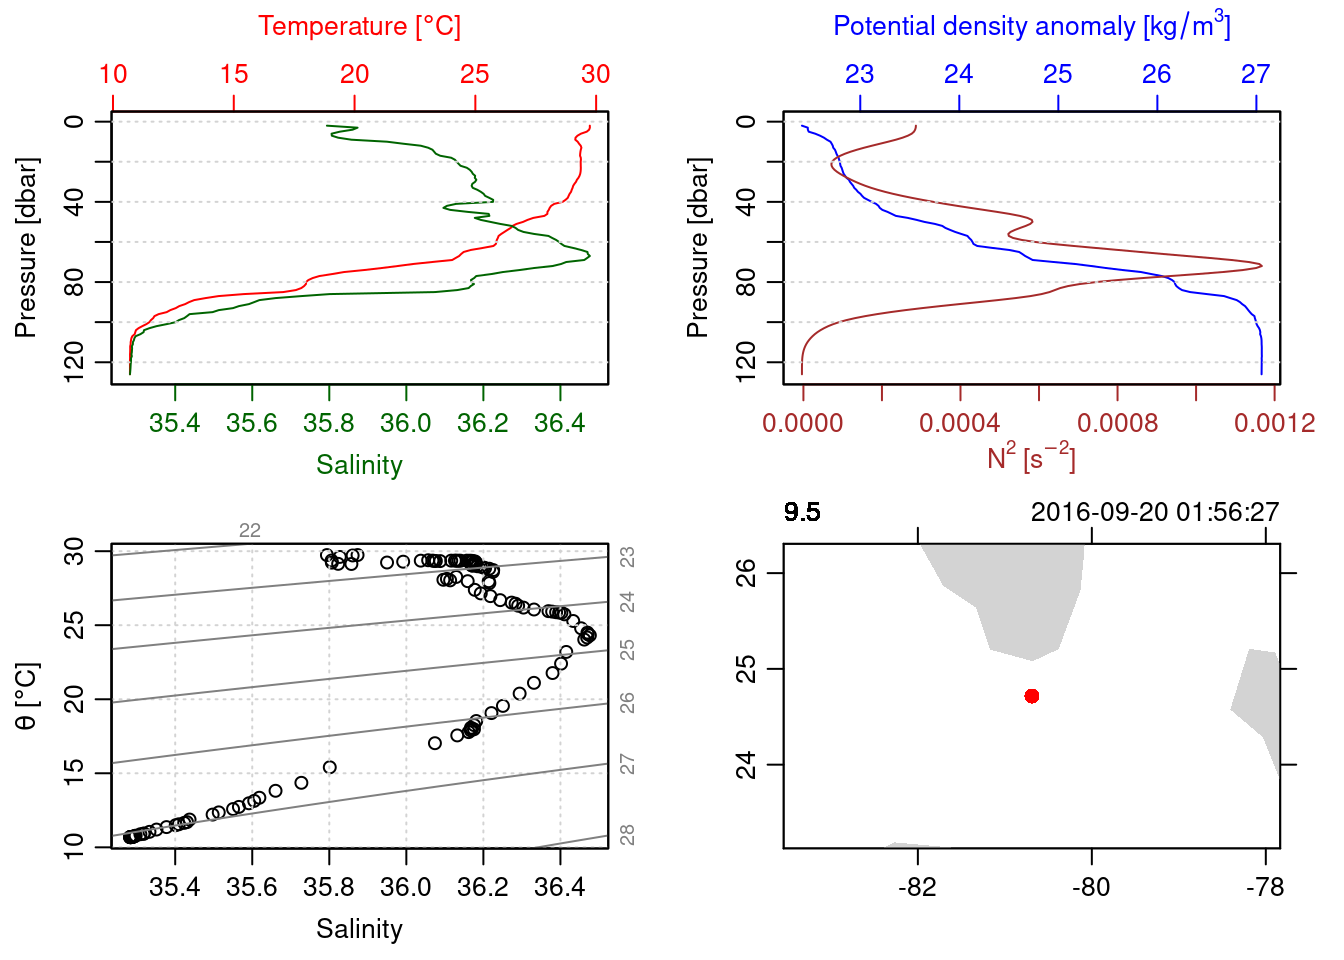 Temperature [°C]
10 15 20 25 30
Pressure [dbar]
0 40 80 120
35.4 35.6 35.8 36.0 36.2 36.4
Salinity
Potential density anomaly [kg/m³]
23 24 25 26 27
Pressure [dbar]
0 40 80 120
0.0000 0.0004 0.0008 0.0012
N² [s⁻²]
22
θ [°C]
30 25 20 15 10
23 24 25 26 27 28
35.4 35.6 35.8 36.0 36.2 36.4
Salinity
9.5 2016-09-20 01:56:27
26 25 24
-82 -80 -78